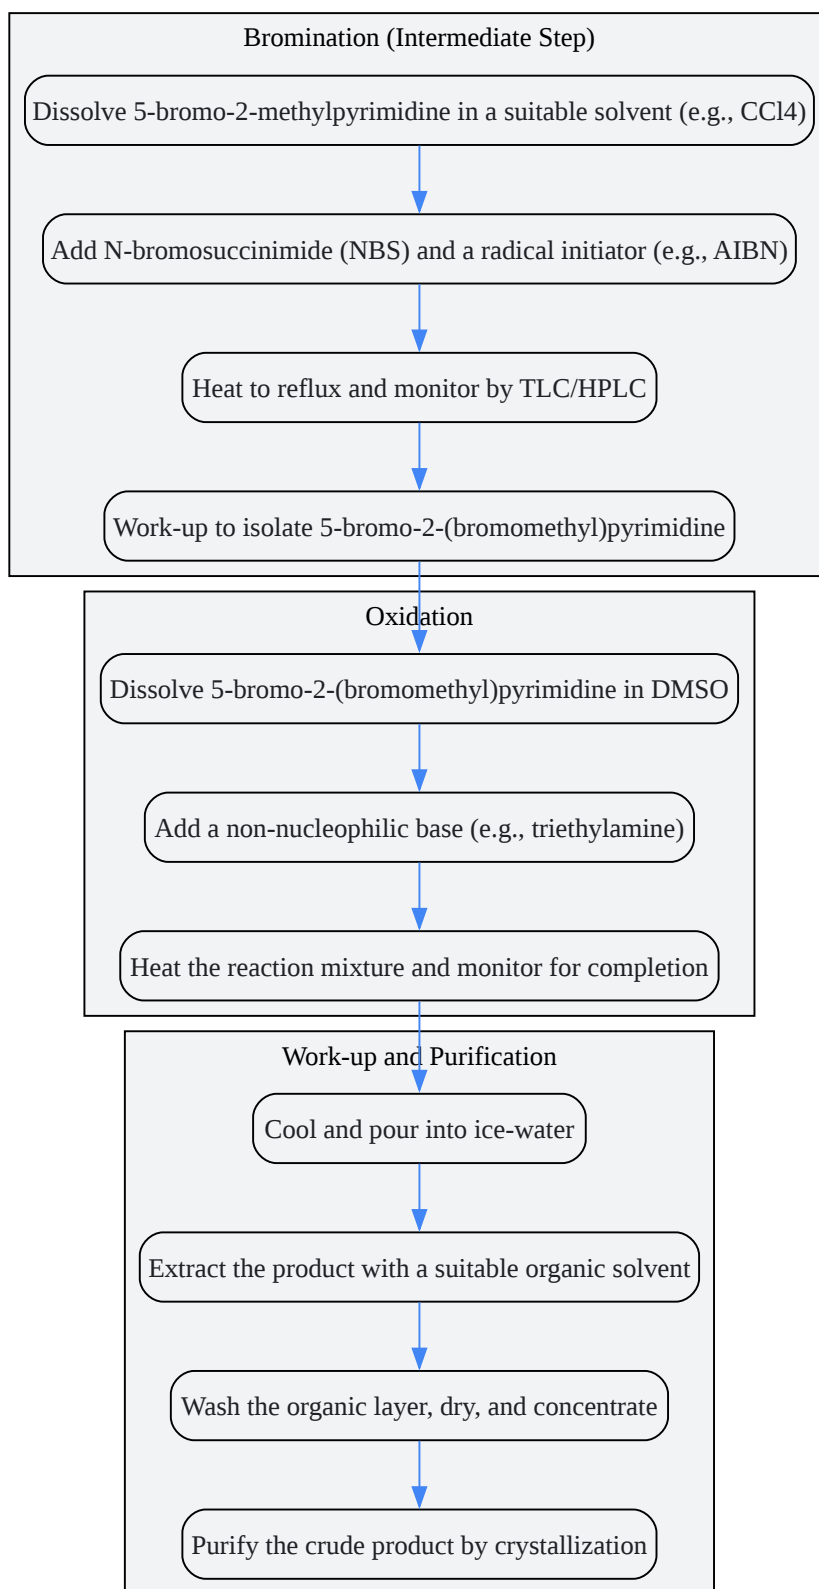 Bromination (Intermediate Step)
Dissolve 5-bromo-2-methylpyrimidine in a suitable solvent (e.g., CCl4)
Add N-bromosuccinimide (NBS) and a radical initiator (e.g., AIBN)
Heat to reflux and monitor by TLC/HPLC
Work-up to isolate 5-bromo-2-(bromomethyl)pyrimidine
Oxidation
Dissolve 5-bromo-2-(bromomethyl)pyrimidine in DMSO
Add a non-nucleophilic base (e.g., triethylamine)
Heat the reaction mixture and monitor for completion
Work-up and Purification
Cool and pour into ice-water
Extract the product with a suitable organic solvent
Wash the organic layer, dry, and concentrate
Purify the crude product by crystallization